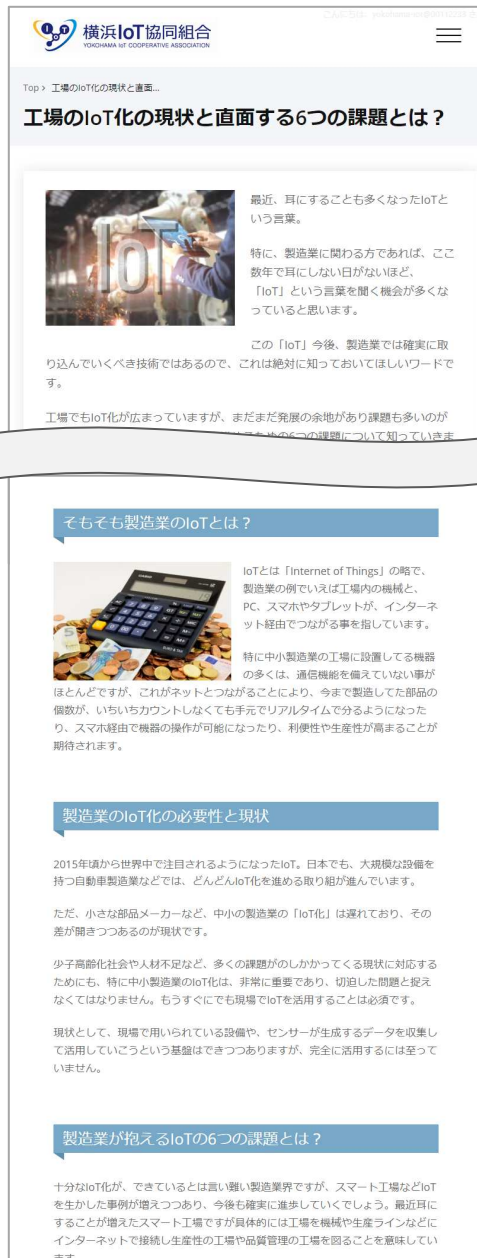 横浜IoT協同組合
YOKOHAMA IoT COOPERATIVE ASSOCIATION
Top › 工場のIoT化の現状と直面...
工場のIoT化の現状と直面する6つの課題とは？
IoT
最近、耳にすることも多くなったIoTと
いう言葉。
特に、製造業に関わる方であれば、ここ
数年で耳にしない日がないほど、
「IoT」という言葉を聞く機会が多くな
っていると思います。
この「IoT」今後、製造業では確実に取
り込んでいくべき技術ではあるので、これは絶対に知っておいてほしいワードで
す。
工場でもIoT化が広まっていますが、まだまだ発展の余地があり課題も多いのが
の6つの課題について知っていきま
そもそも製造業のIoTとは？
IoTとは「Internet of Things」の略で、
製造業の例でいえば工場内の機械と、
PC、スマホやタブレットが、インターネ
ット経由でつながる事を指しています。
特に中小製造業の工場に設置してる機器
の多くは、通信機能を備えていない事が
ほとんどですが、これがネットとつながることにより、今まで製造してた部品の
個数が、いちいちカウントしなくても手元でリアルタイムで分るようになった
り、スマホ経由で機器の操作が可能になったり、利便性や生産性が高まることが
期待されます。
製造業のIoT化の必要性と現状
2015年頃から世界中で注目されるようになったIoT。日本でも、大規模な設備を
持つ自動車製造業などでは、どんどんIoT化を進める取り組が進んでいます。
ただ、小さな部品メーカーなど、中小の製造業の「IoT化」は遅れており、その
差が開きつつあるのが現状です。
少子高齢化社会や人材不足など、多くの課題がのしかかってくる現状に対応する
ためにも、特に中小製造業のIoT化は、非常に重要であり、切迫した問題と捉え
なくてはなりません。もうすぐにでも現場でIoTを活用することは必須です。
現状として、現場で用いられている設備や、センサーが生成するデータを収集し
て活用していこうという基盤はできつつありますが、完全に活用するには至って
いません。
製造業が抱えるIoTの6つの課題とは？
十分なIoT化が、できているとは言い難い製造業界ですが、スマート工場などIoT
を生かした事例が増えつつあり、今後も確実に進歩していくでしょう。最近耳に
することが増えたスマート工場ですが具体的には工場を機械や生産ラインなどに
インターネットで接続し生産性の工場や品質管理の工場を図ることを意味してい
ます。